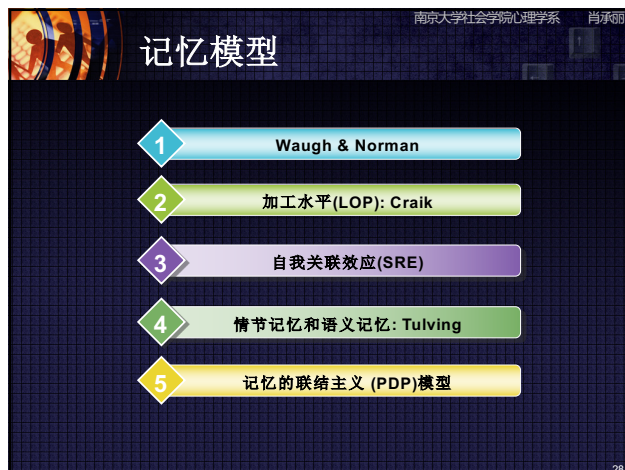 南京大学社会学院心理学系 肖承丽
记忆模型
1 Waugh & Norman
2 加工水平(LOP): Craik
3 自我关联效应(SRE)
4 情节记忆和语义记忆: Tulving
5 记忆的联结主义 (PDP)模型
28